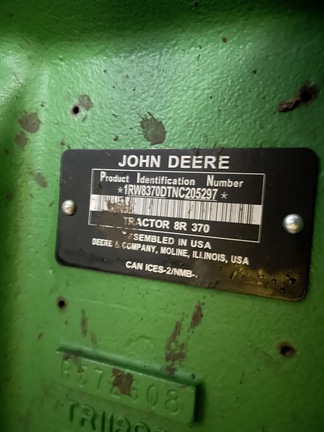 JOHN DEERE
Product Identification Number
*1RW8370DTNC205297*
TRACTOR 8R 370
ASSEMBLED IN USA
DEERE & COMPANY, MOLINE, ILLINOIS, USA
CAN ICES-2/NMB-
R572608